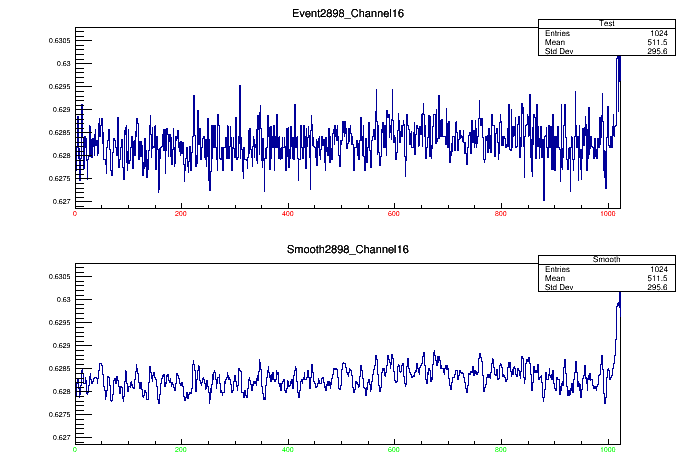 Event2898_Channel16
Test
Entries 1024
Mean 511.5
Std Dev 295.6
0.6305
0.63
0.6295
0.629
0.6285
0.628
0.6275
0.627
0 200 400 600 800 1000
Smooth2898_Channel16
Smooth
Entries 1024
Mean 511.5
Std Dev 295.6
0.6305
0.63
0.6295
0.629
0.6285
0.628
0.6275
0.627
0 200 400 600 800 1000